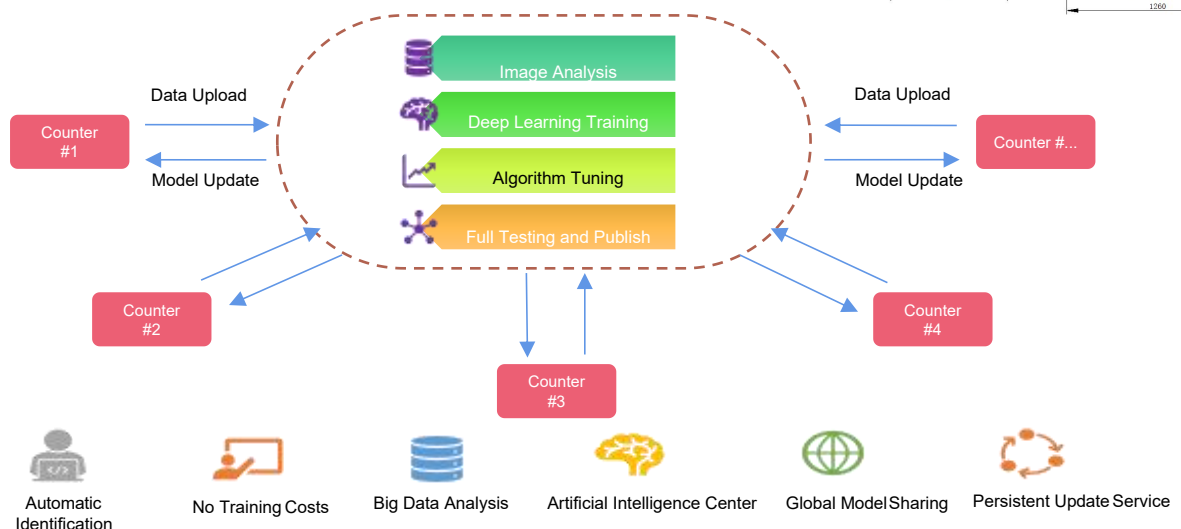 1260
Image Analysis
Data Upload
Data Upload
Deep Learning Training
Counter
#1
Counter #...
Model Update
Algorithm Tuning
Model Update
Full Testing and Publish
Counter
#2
Counter
#4
Counter
#3
Automatic
Identification
No Training Costs
Big Data Analysis
Artificial Intelligence Center
Global Model Sharing
Persistent Update Service